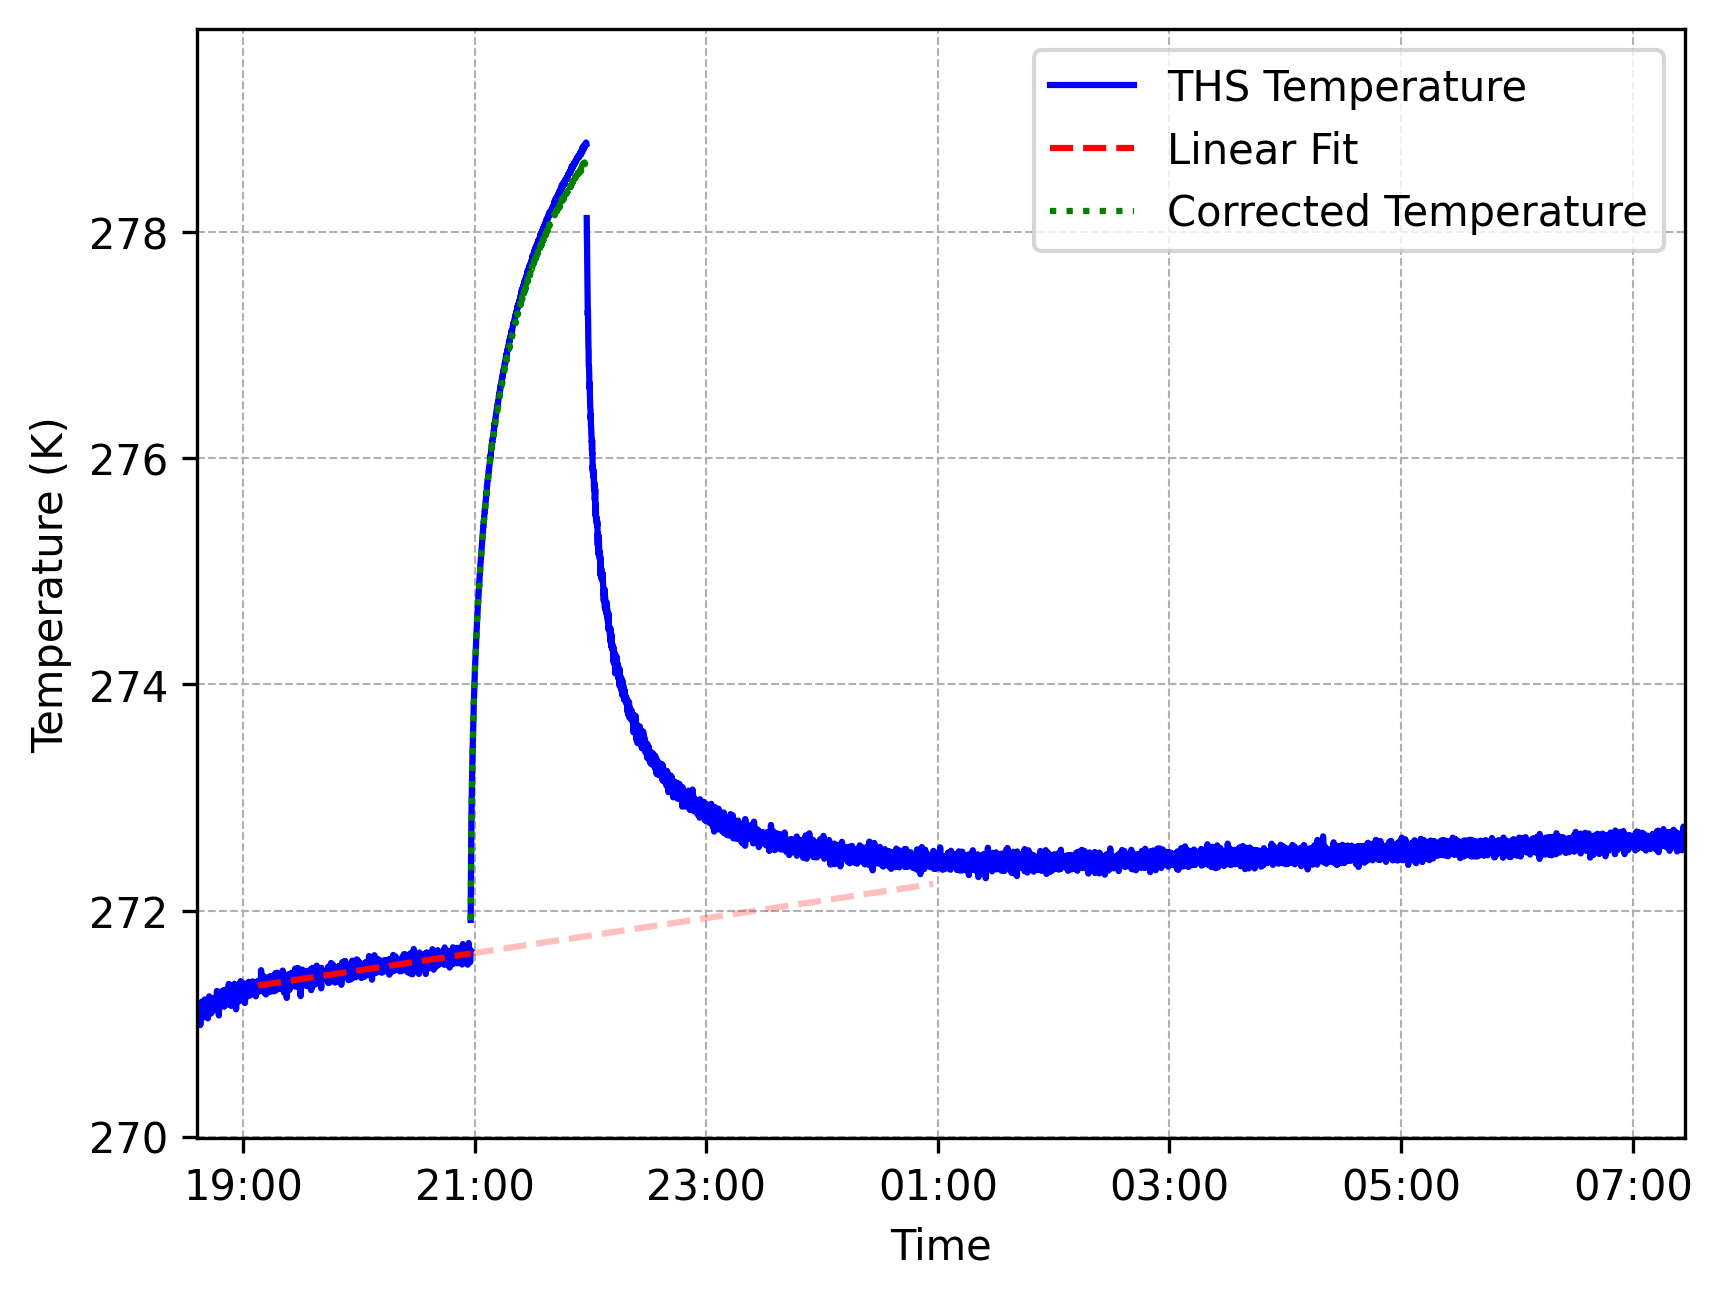 THS Temperature
Linear Fit
Corrected Temperature
Temperature (K)
278
276
274
272
270
19:00 21:00 23:00 01:00 03:00 05:00 07:00
Time